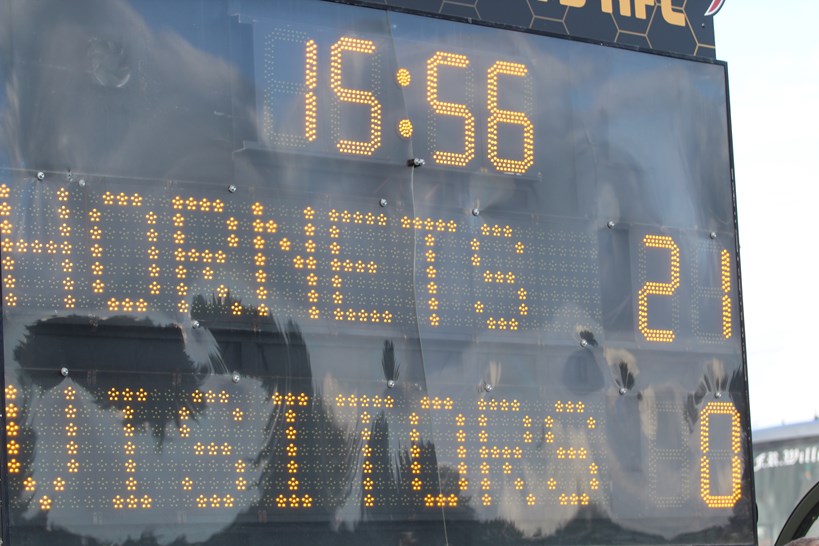 RFC
15:56
HORNETS 21
VISITORS 0